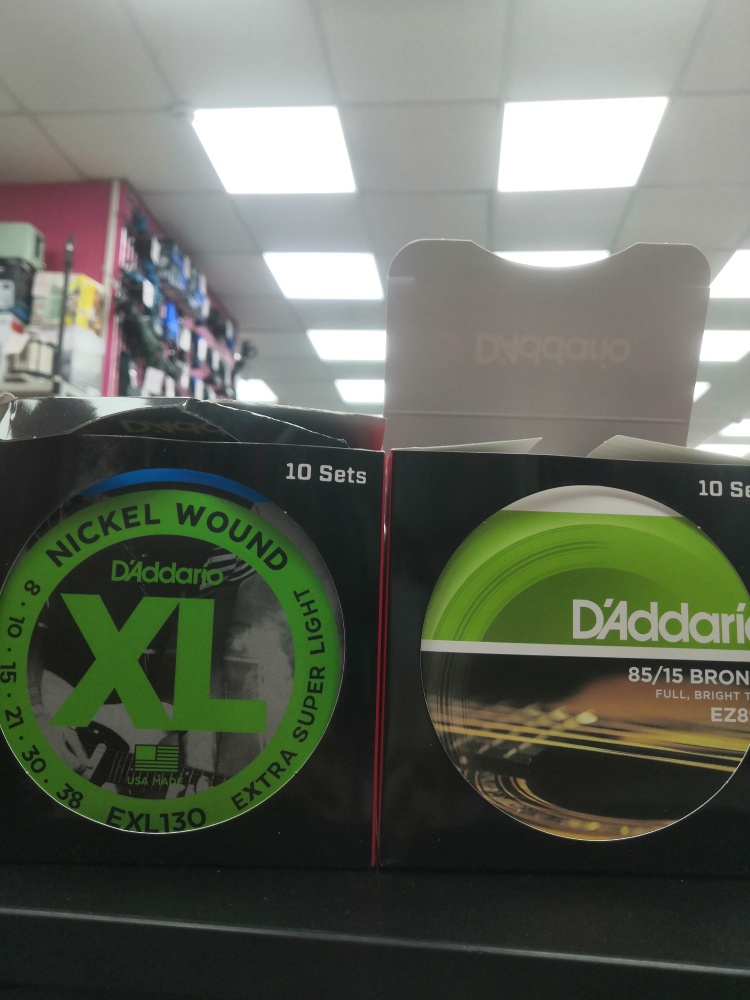 10 Sets
NICKEL WOUND
D'Addario
XL
8 · 10 · 15 · 21 · 30 · 38
USA MADE
EXL130
EXTRA SUPER LIGHT
D'Addario
10 Se
D'Addario
85/15 BRON
FULL, BRIGHT T
EZ8